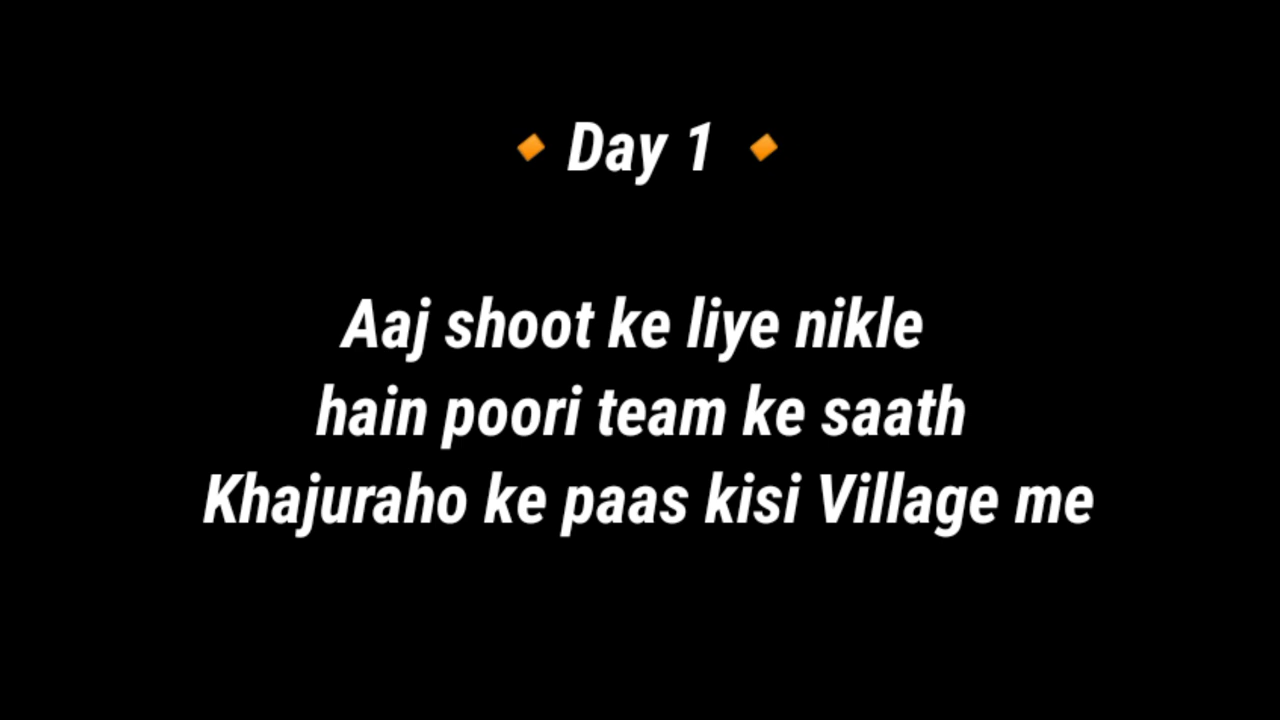 🔸Day 1 🔸
Aaj shoot ke liye nikle
hain poori team ke saath
Khajuraho ke paas kisi Village me